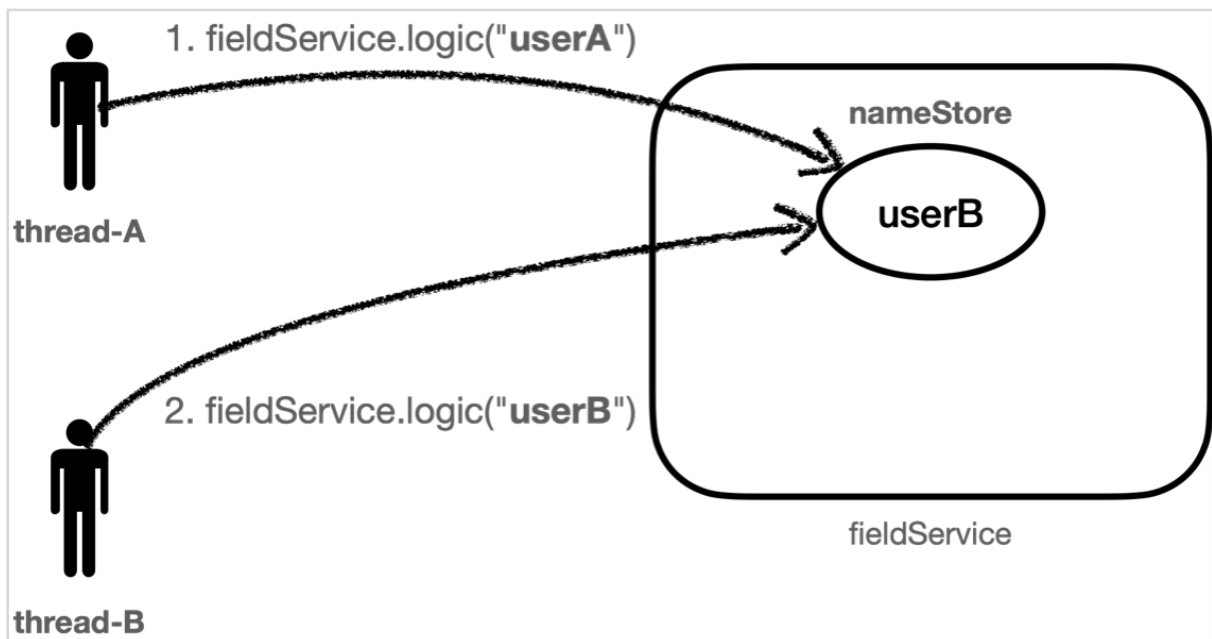 1. fieldService.logic("userA")
nameStore
userB
thread-A
2. fieldService.logic("userB")
fieldService
thread-B